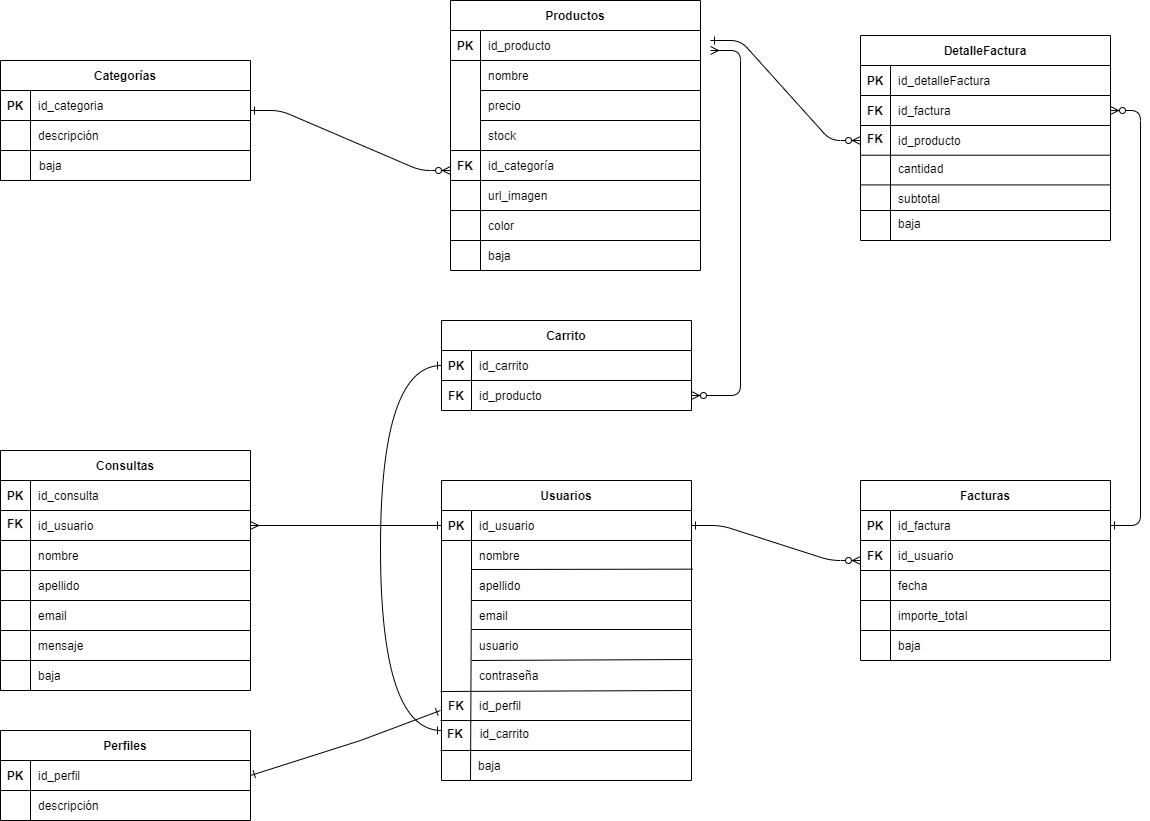 Productos
PK id_producto
nombre
precio
stock
FK id_categoría
url_imagen
color
baja
Categorías
PK id_categoria
descripción
baja
DetalleFactura
PK id_detalleFactura
FK id_factura
FK id_producto
cantidad
subtotal
baja
Carrito
PK id_carrito
FK id_producto
Consultas
PK id_consulta
FK id_usuario
nombre
apellido
email
mensaje
baja
Usuarios
PK id_usuario
nombre
apellido
email
usuario
contraseña
FK id_perfil
FK id_carrito
baja
Facturas
PK id_factura
FK id_usuario
fecha
importe_total
baja
Perfiles
PK id_perfil
descripción